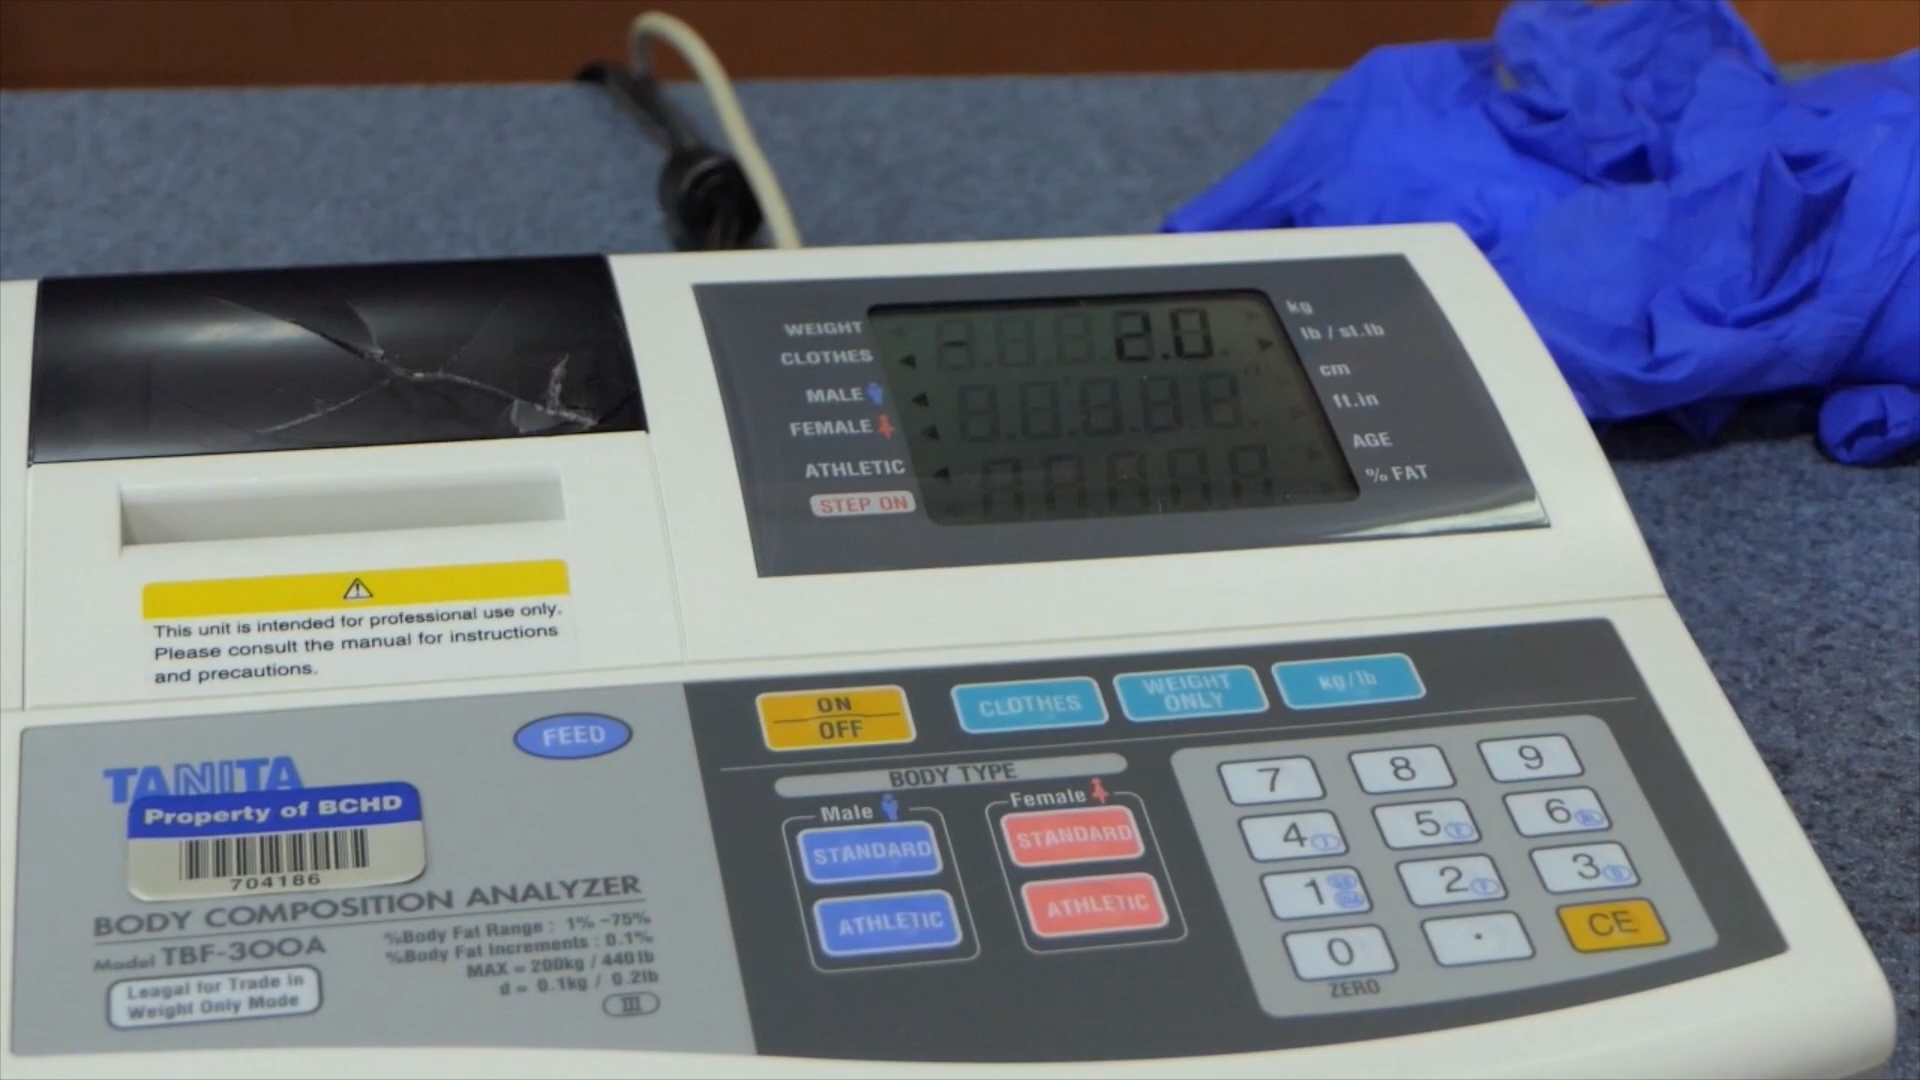 WEIGHT
CLOTHES
MALE
FEMALE
ATHLETIC
STEP ON
- 2.0
kg
lb / st.lb
cm
ft.in
AGE
% FAT
This unit is intended for professional use only.
Please consult the manual for instructions
and precautions.
FEED
TANITA
Property of BCHD
704186
BODY COMPOSITION ANALYZER
Model TBF-300A
Leagal for Trade in
Weight Only Mode
%Body Fat Range : 1% ~75%
%Body Fat Increments : 0.1%
MAX = 200kg / 440lb
d = 0.1kg / 0.2lb
III
ON
OFF
CLOTHES
WEIGHT
ONLY
kg/lb
BODY TYPE
Male
STANDARD
ATHLETIC
Female
STANDARD
ATHLETIC
7 8 9
4 5 6
1 2 3
0 . CE
ZERO